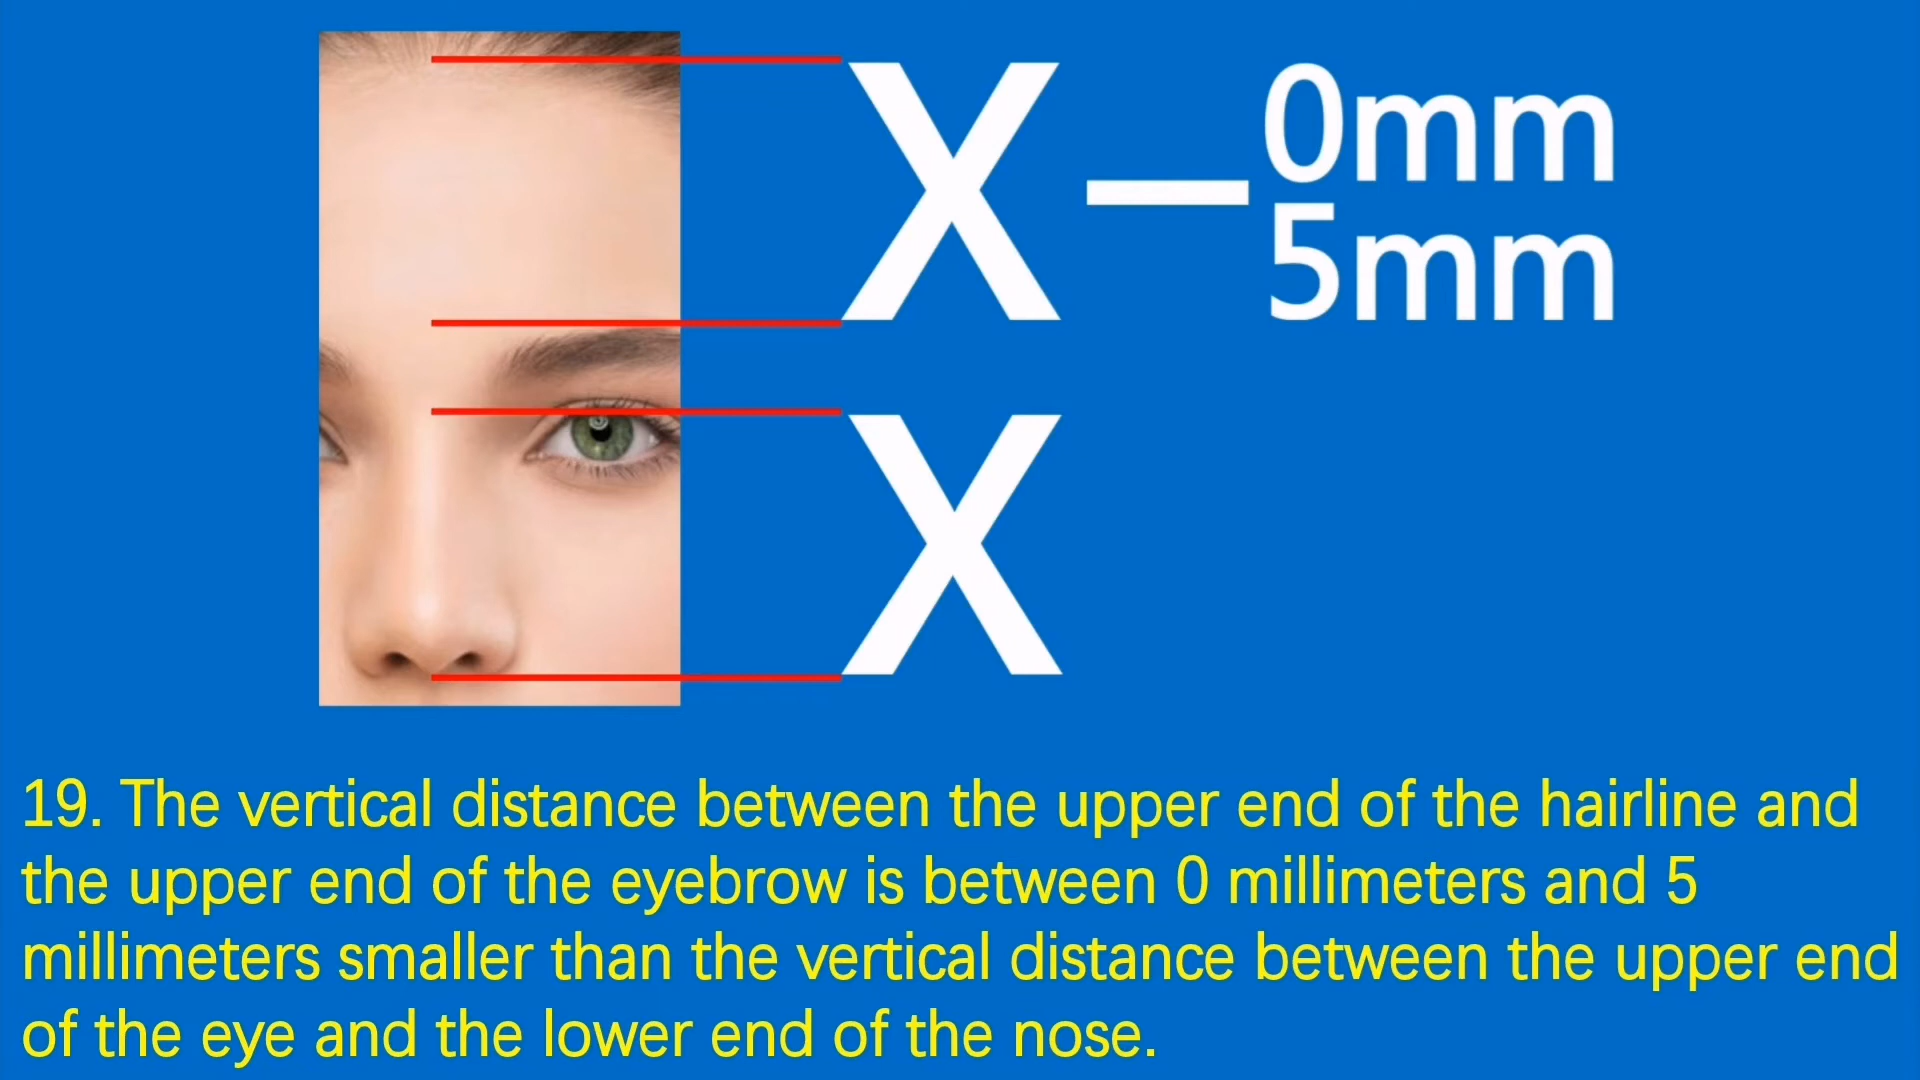 X — 0mm
5mm
X
19. The vertical distance between the upper end of the hairline and
the upper end of the eyebrow is between 0 millimeters and 5
millimeters smaller than the vertical distance between the upper end
of the eye and the lower end of the nose.